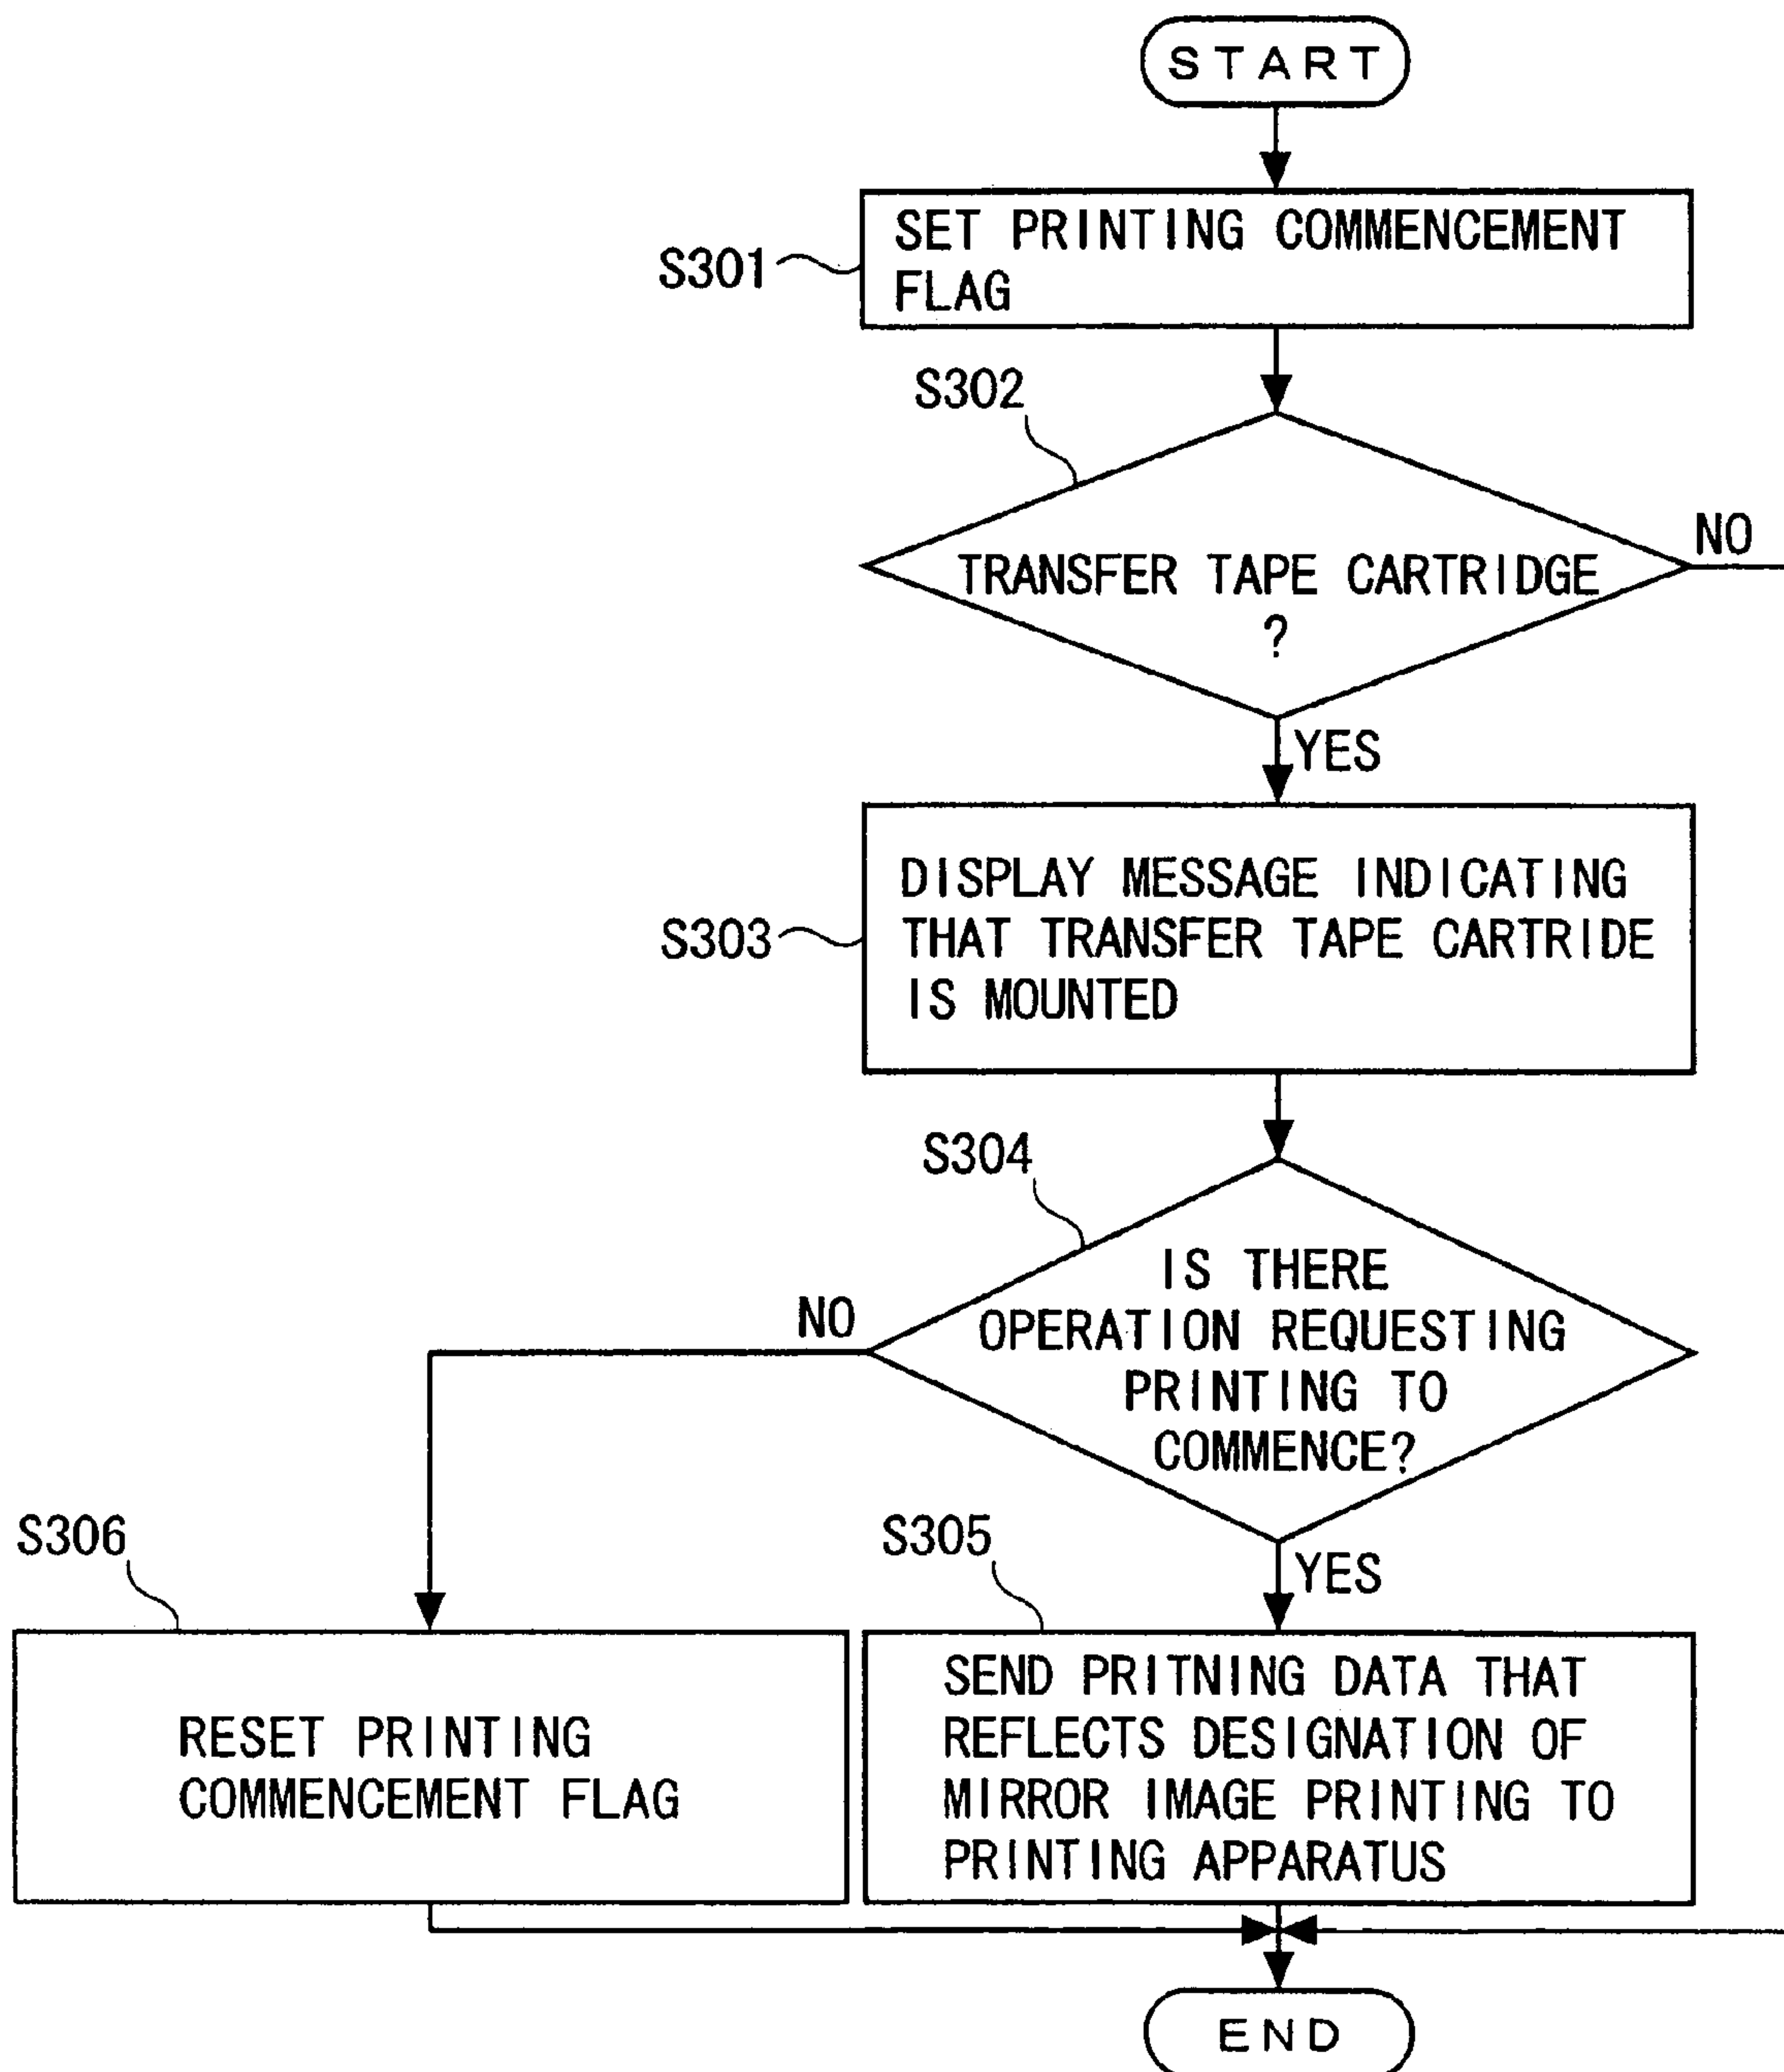 START
S301
SET PRINTING COMMENCEMENT
FLAG
S302
TRANSFER TAPE CARTRIDGE
?
NO
YES
S303
DISPLAY MESSAGE INDICATING
THAT TRANSFER TAPE CARTRIDE
IS MOUNTED
S304
IS THERE
OPERATION REQUESTING
PRINTING TO
COMMENCE?
NO
YES
S306
RESET PRINTING
COMMENCEMENT FLAG
S305
SEND PRITNING DATA THAT
REFLECTS DESIGNATION OF
MIRROR IMAGE PRINTING TO
PRINTING APPARATUS
END